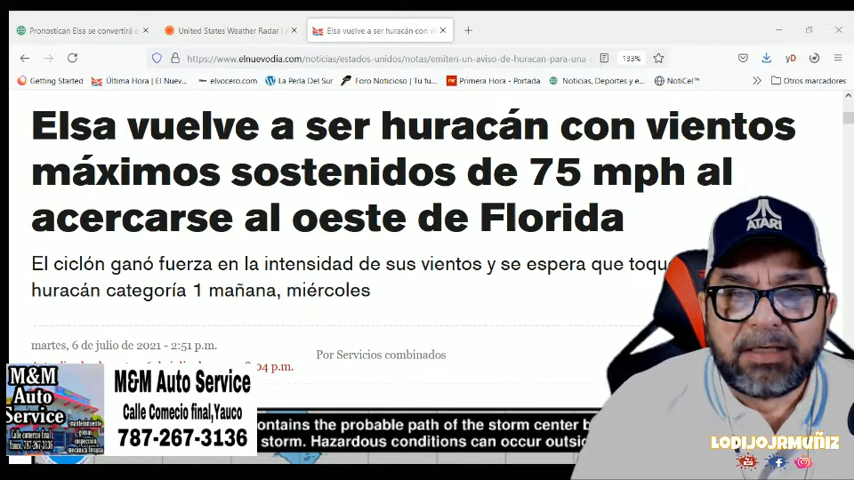 Pronostican Elsa se convertirá e
United States Weather Radar | A
Elsa vuelve a ser huracán con vi
https://www.elnuevodia.com/noticias/estados-unidos/notas/emiten-un-aviso-de-huracan-para-una-
133%
yD
Getting Started
Última Hora | El Nuev...
elvocero.com
La Perla Del Sur
Foro Noticioso | Tu fu...
Primera Hora - Portada
Noticias, Deportes y e...
NotiCel™
Otros marcadores
Elsa vuelve a ser huracán con vientos
máximos sostenidos de 75 mph al
acercarse al oeste de Florida
El ciclón ganó fuerza en la intensidad de sus vientos y se espera que toque
huracán categoría 1 mañana, miércoles
martes, 6 de julio de 2021 - 2:51 p.m.
04 p.m.
Por Servicios combinados
M&M
Auto
Service
M&M Auto Service
Calle Comecio final,Yauco
787-267-3136
ontains the probable path of the storm center b
storm. Hazardous conditions can occur outsid
ATARI
LODIJOJRMUÑIZ